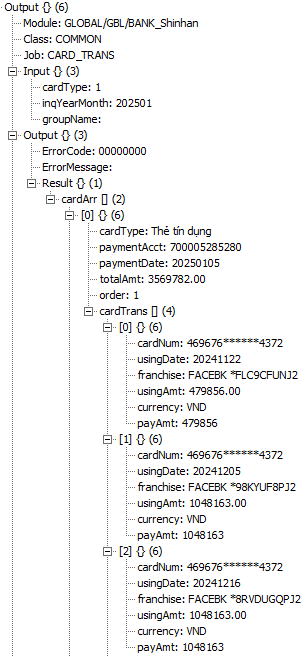 Output {} (6)
Module: GLOBAL/GBL/BANK_Shinhan
Class: COMMON
Job: CARD_TRANS
Input {} (3)
cardType: 1
inqYearMonth: 202501
groupName:
Output {} (3)
ErrorCode: 00000000
ErrorMessage:
Result {} (1)
cardArr [] (2)
[0] {} (6)
cardType: Thẻ tín dụng
paymentAcct: 700005285280
paymentDate: 20250105
totalAmt: 3569782.00
order: 1
cardTrans [] (4)
[0] {} (6)
cardNum: 469676******4372
usingDate: 20241122
franchise: FACEBK *FLC9CFUNJ2
usingAmt: 479856.00
currency: VND
payAmt: 479856
[1] {} (6)
cardNum: 469676******4372
usingDate: 20241205
franchise: FACEBK *68KYUF8PJ2
usingAmt: 1048163.00
currency: VND
payAmt: 1048163
[2] {} (6)
cardNum: 469676******4372
usingDate: 20241216
franchise: FACEBK *8RVDUGQPJ2
usingAmt: 1048163.00
currency: VND
payAmt: 1048163